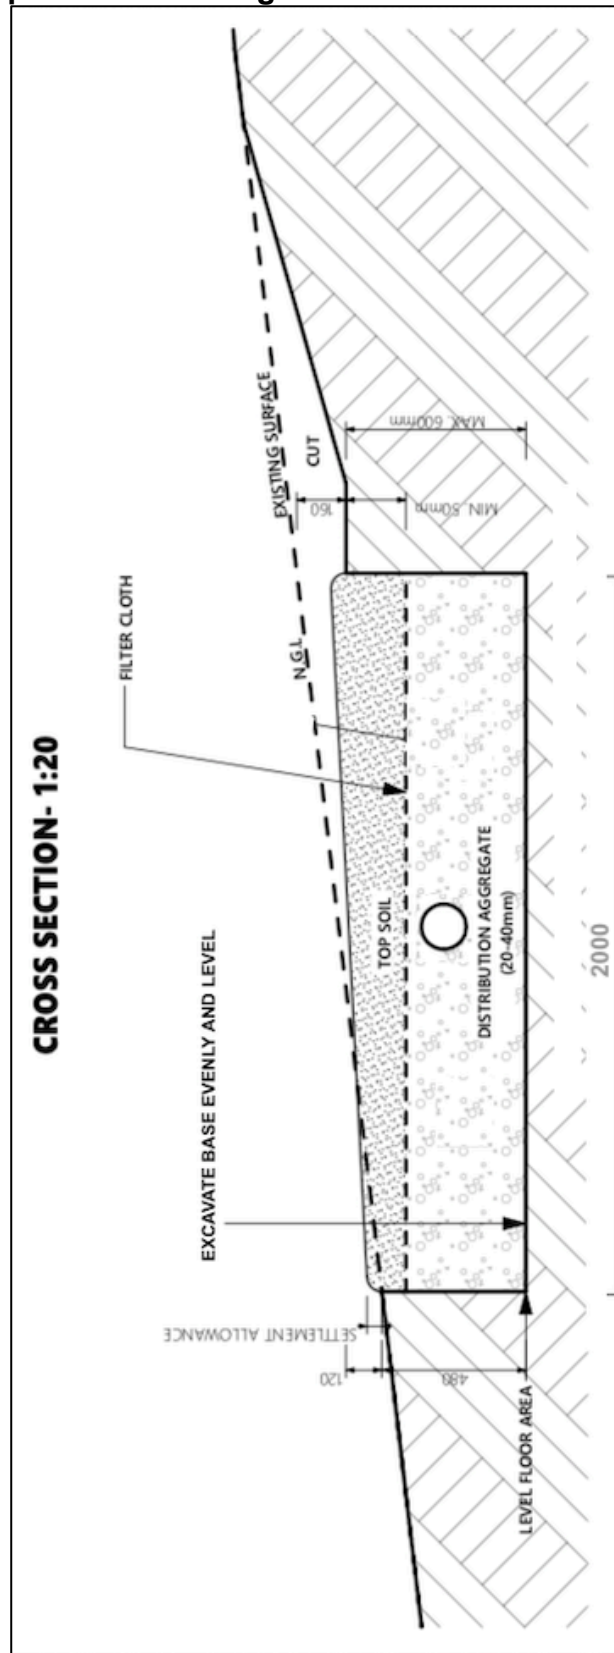 CROSS SECTION- 1:20
EXCAVATE BASE EVENLY AND LEVEL
FILTER CLOTH
SETTLEMENT ALLOWANCE
120
480
LEVEL FLOOR AREA
TOP SOIL
DISTRIBUTION AGGREGATE
(20-40mm)
N.G.L
EXISTING SURFACE
CUT
160
MIN. 50mm
MAX. 600mm
2000